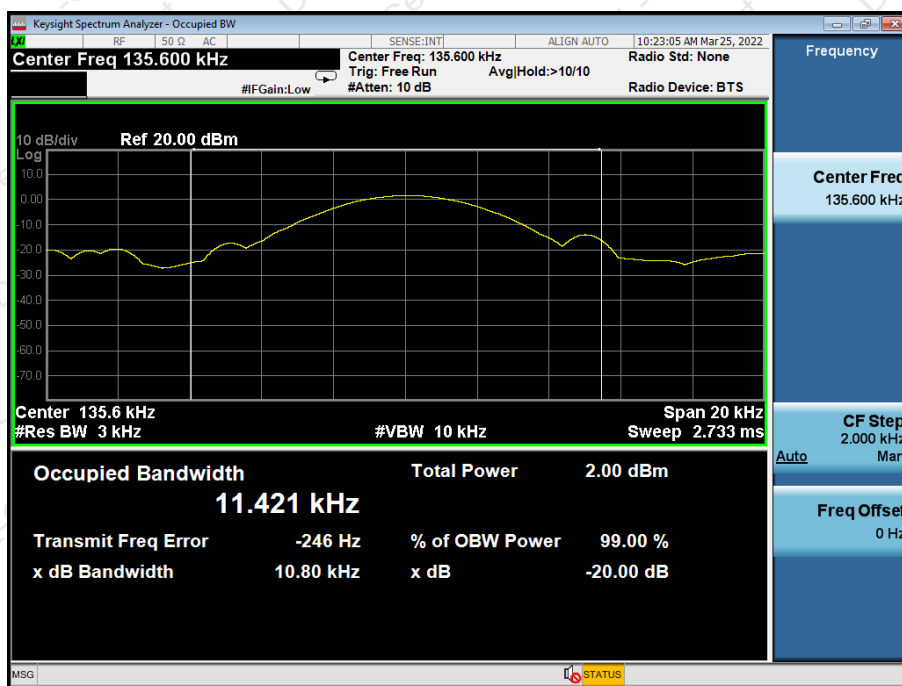 Keysight Spectrum Analyzer - Occupied BW
LXI RF 50 Ω AC SENSE:INT ALIGN AUTO 10:23:05 AM Mar 25, 2022
Center Freq 135.600 kHz
Center Freq: 135.600 kHz Radio Std: None
Trig: Free Run Avg|Hold:>10/10
#IFGain:Low #Atten: 10 dB Radio Device: BTS
10 dB/div Ref 20.00 dBm
Log
10.0
0.00
-10.0
-20.0
-30.0
-40.0
-50.0
-60.0
-70.0
Center 135.6 kHz Span 20 kHz
#Res BW 3 kHz #VBW 10 kHz Sweep 2.733 ms
Occupied Bandwidth Total Power 2.00 dBm
11.421 kHz
Transmit Freq Error -246 Hz % of OBW Power 99.00 %
x dB Bandwidth 10.80 kHz x dB -20.00 dB
Frequency
Center Freq
135.600 kHz
CF Step
2.000 kHz
Auto Man
Freq Offset
0 Hz
MSG STATUS